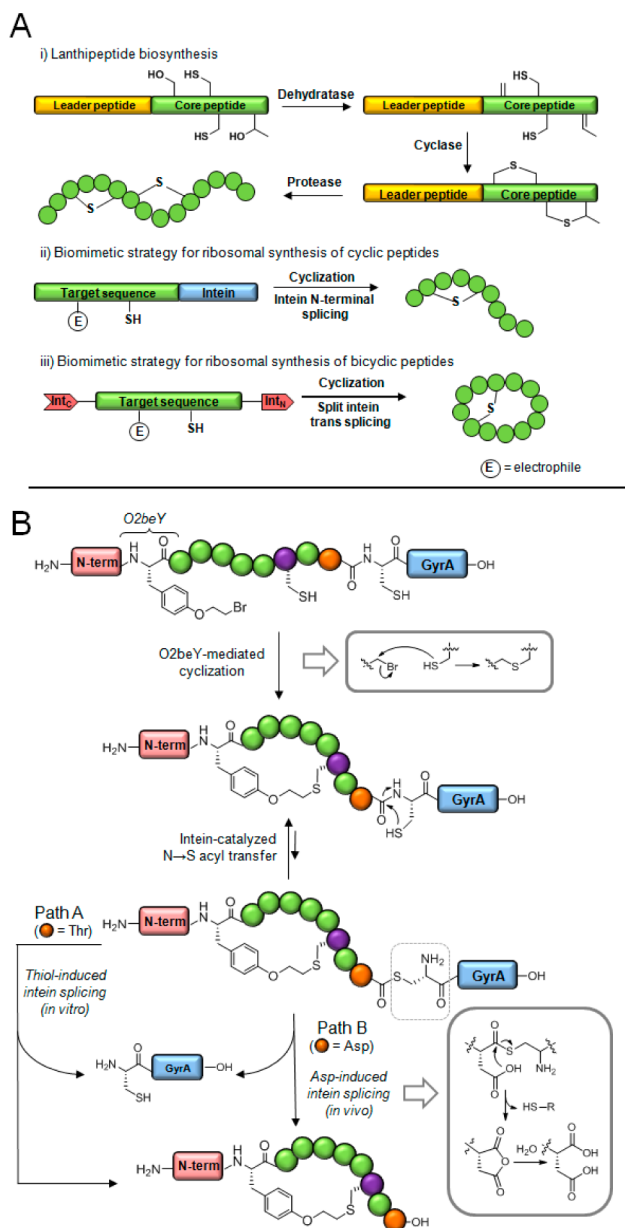 A
i) Lanthipeptide biosynthesis
HO
HS
Leader peptide
Core peptide
HS
HO
Dehydratase
HS
Leader peptide
Core peptide
HS
Cyclase
S
S
Protease
S
Leader peptide
Core peptide
S
ii) Biomimetic strategy for ribosomal synthesis of cyclic peptides
Target sequence
Intein
E
SH
Cyclization
Intein N-terminal
splicing
S
iii) Biomimetic strategy for ribosomal synthesis of bicyclic peptides
IntC
Target sequence
IntN
E
SH
Cyclization
Split intein
trans splicing
S
E = electrophile
B
O2beY
H2N
N-term
H
N
O
O
Br
SH
O
H
N
O
SH
GyrA
OH
O2beY-mediated
cyclization
Br
HS
S
H2N
N-term
H
N
O
O
S
O
H
N
O
HS
GyrA
OH
Intein-catalyzed
N→S acyl transfer
Path A
( = Thr)
H2N
N-term
H
N
O
O
S
O
S
NH2
O
GyrA
OH
Thiol-induced
intein splicing
(in vitro)
H2N
O
SH
GyrA
OH
Path B
( = Asp)
Asp-induced
intein splicing
(in vivo)
O
S
OH
NH2
O
HS-R
O
O
O
H2O
O
OH
OH
O
H2N
N-term
H
N
O
O
S
OH